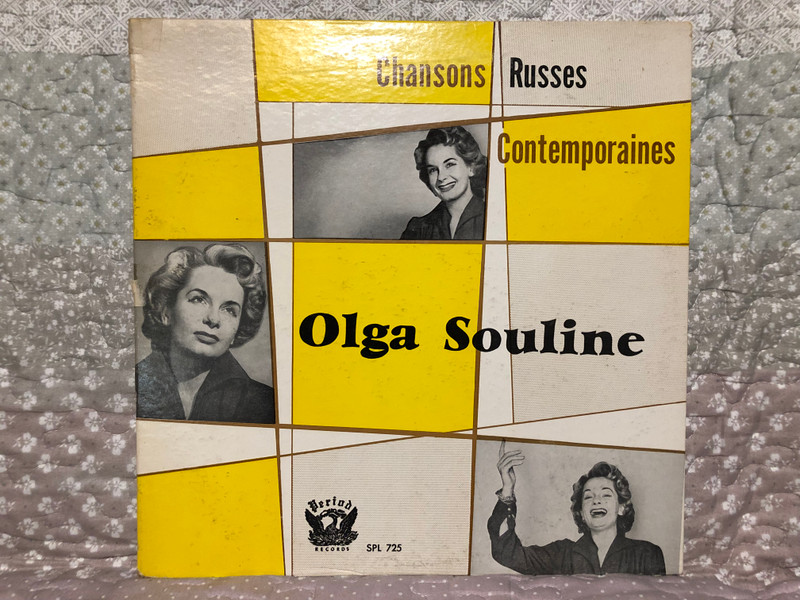 Chansons Russes
Contemporaines
Olga Souline
Period
RECORDS
SPL 725